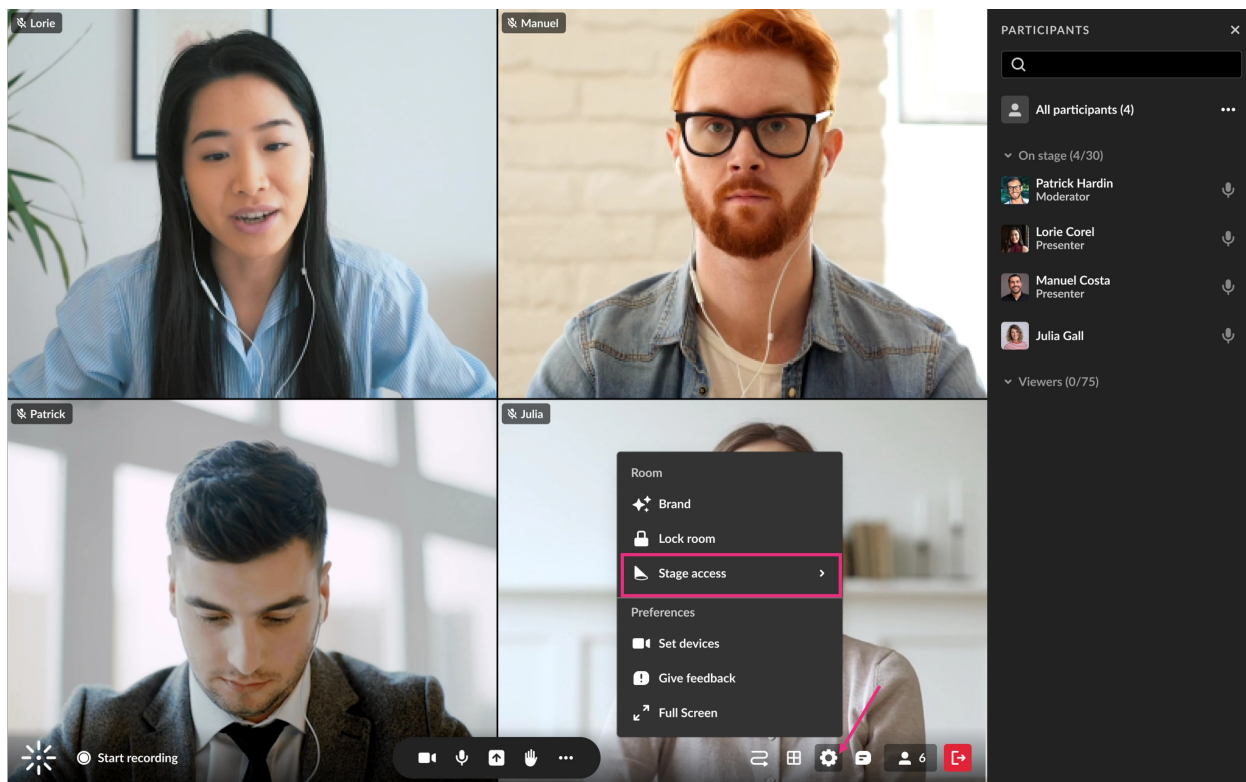 Lorie
Manuel
PARTICIPANTS
All participants (4)
On stage (4/30)
Patrick Hardin
Moderator
Lorie Corel
Presenter
Manuel Costa
Presenter
Julia Gall
Viewers (0/75)
Patrick
Julia
Room
Brand
Lock room
Stage access
Preferences
Set devices
Give feedback
Full Screen
Start recording
6